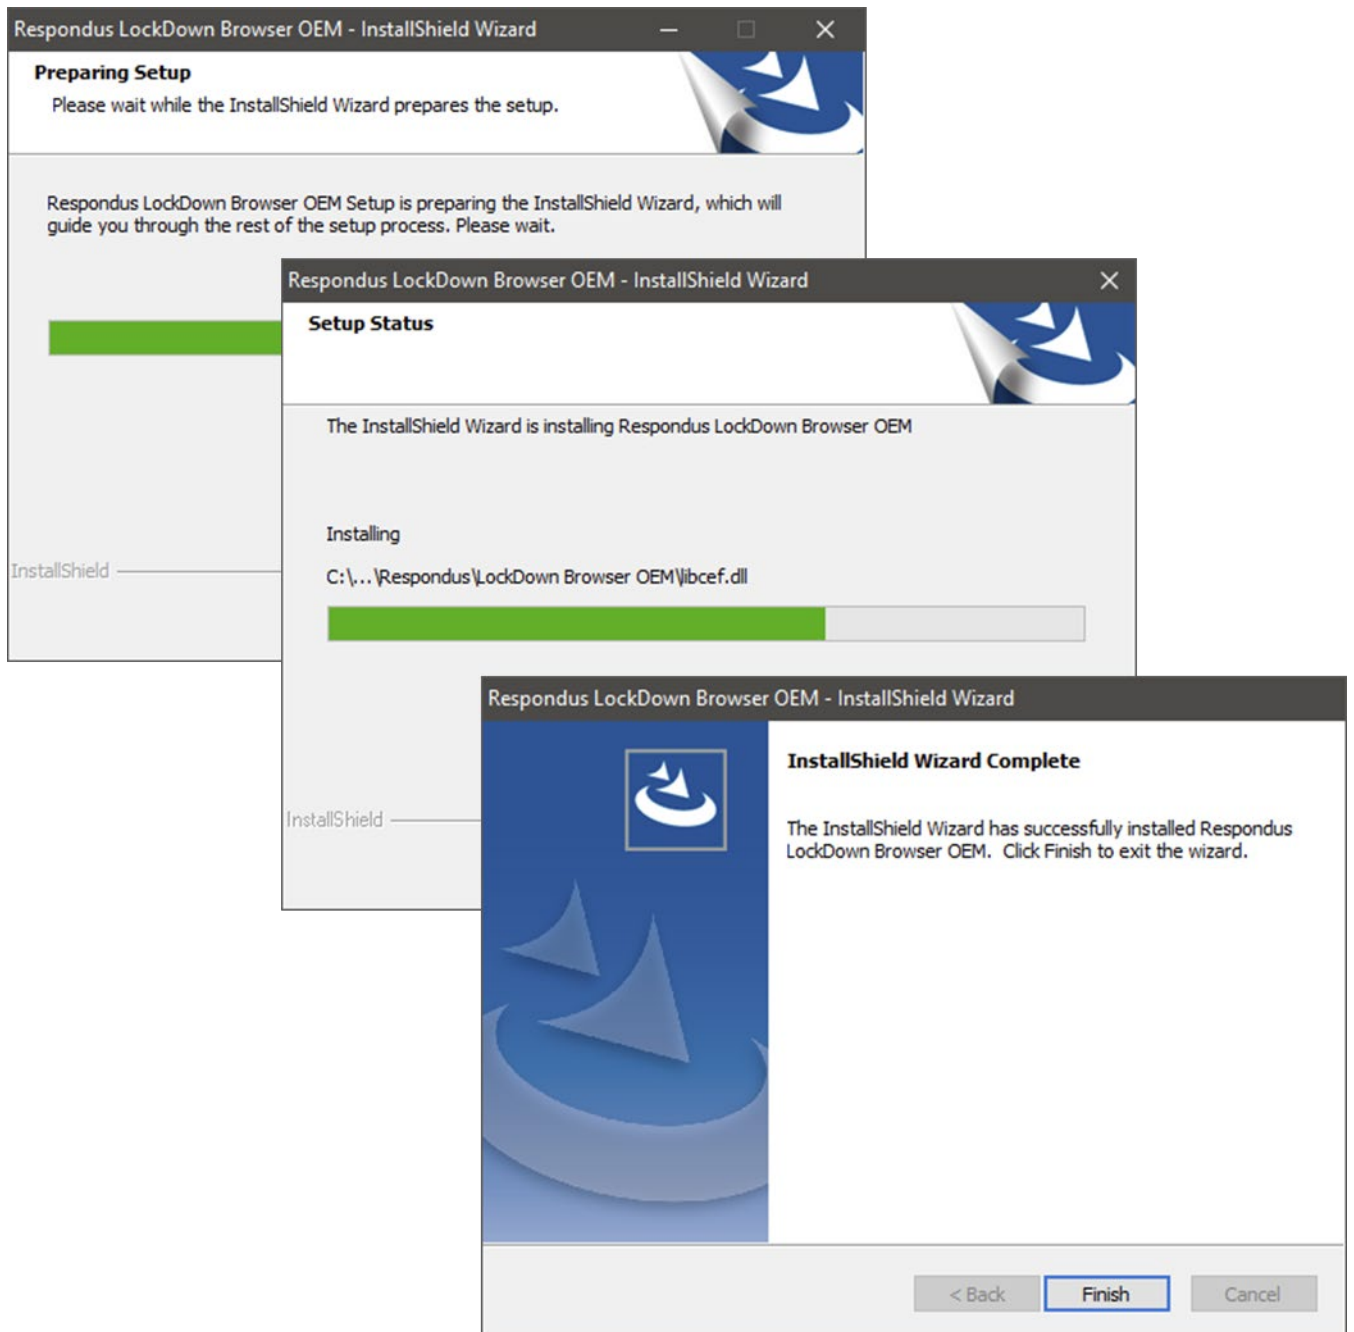 Respondus LockDown Browser OEM - InstallShield Wizard
Preparing Setup
Please wait while the InstallShield Wizard prepares the setup.
Respondus LockDown Browser OEM Setup is preparing the InstallShield Wizard, which will
guide you through the rest of the setup process. Please wait.
InstallShield
Respondus LockDown Browser OEM - InstallShield Wizard
Setup Status
The InstallShield Wizard is installing Respondus LockDown Browser OEM
Installing
C:\...\Respondus\LockDown Browser OEM\libcef.dll
InstallShield
Respondus LockDown Browser OEM - InstallShield Wizard
InstallShield Wizard Complete
The InstallShield Wizard has successfully installed Respondus
LockDown Browser OEM. Click Finish to exit the wizard.
< Back Finish Cancel